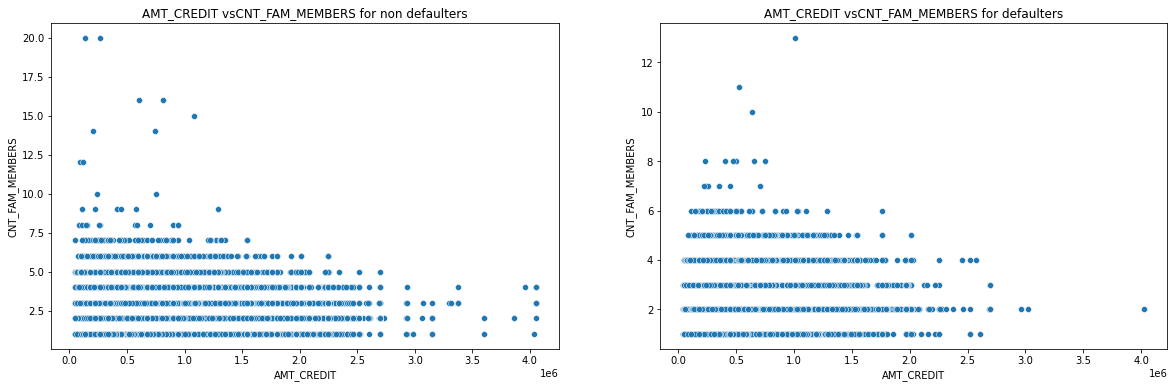 AMT_CREDIT vsCNT_FAM_MEMBERS for non defaulters
20.0
17.5
15.0
12.5
10.0
7.5
5.0
2.5
CNT_FAM_MEMBERS
0.0 0.5 1.0 1.5 2.0 2.5 3.0 3.5 4.0
1e6
AMT_CREDIT
AMT_CREDIT vsCNT_FAM_MEMBERS for defaulters
12
10
8
6
4
2
CNT_FAM_MEMBERS
0.0 0.5 1.0 1.5 2.0 2.5 3.0 3.5 4.0
1e6
AMT_CREDIT